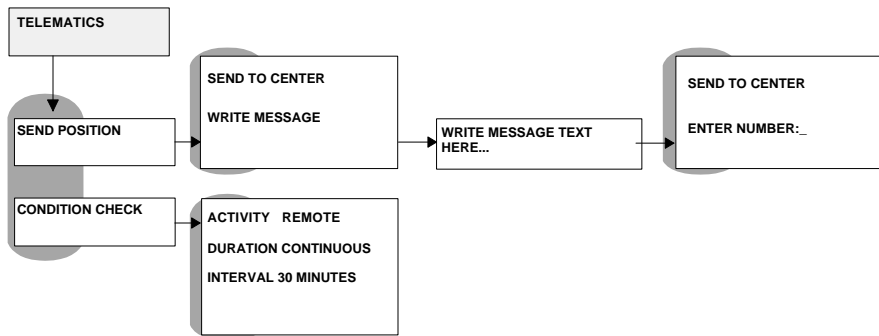 TELEMATICS
SEND POSITION
SEND TO CENTER
WRITE MESSAGE
WRITE MESSAGE TEXT
HERE...
SEND TO CENTER
ENTER NUMBER:_
CONDITION CHECK
ACTIVITY REMOTE
DURATION CONTINUOUS
INTERVAL 30 MINUTES